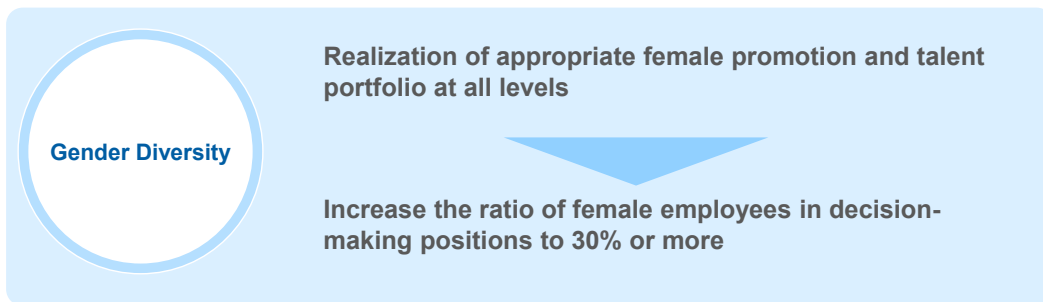 Gender Diversity
Realization of appropriate female promotion and talent
portfolio at all levels
Increase the ratio of female employees in decision-
making positions to 30% or more